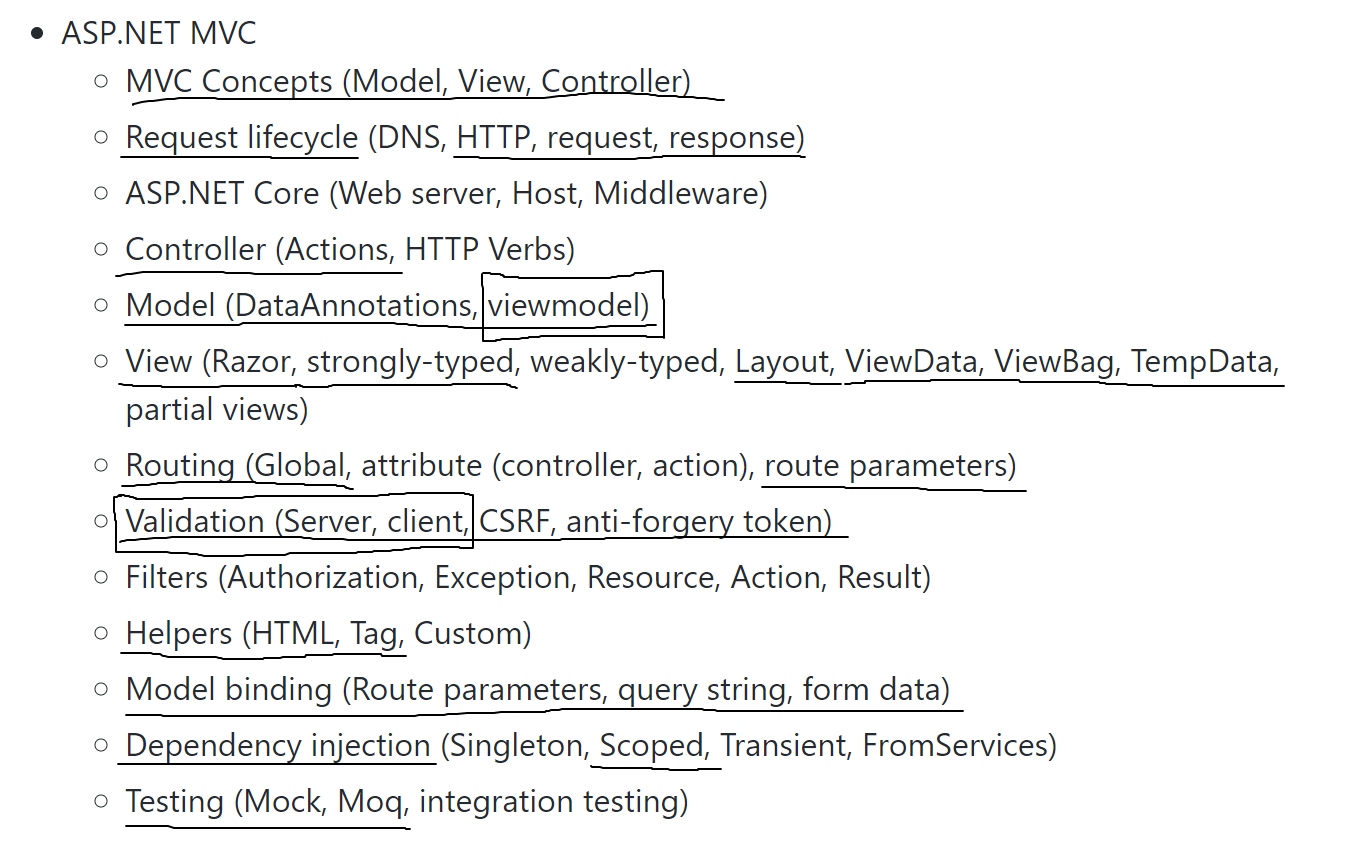 ASP.NET MVC
MVC Concepts (Model, View, Controller)
Request lifecycle (DNS, HTTP, request, response)
ASP.NET Core (Web server, Host, Middleware)
Controller (Actions, HTTP Verbs)
Model (DataAnnotations, viewmodel)
View (Razor, strongly-typed, weakly-typed, Layout, ViewData, ViewBag, TempData,
partial views)
Routing (Global, attribute (controller, action), route parameters)
Validation (Server, client, CSRF, anti-forgery token)
Filters (Authorization, Exception, Resource, Action, Result)
Helpers (HTML, Tag, Custom)
Model binding (Route parameters, query string, form data)
Dependency injection (Singleton, Scoped, Transient, FromServices)
Testing (Mock, Moq, integration testing)